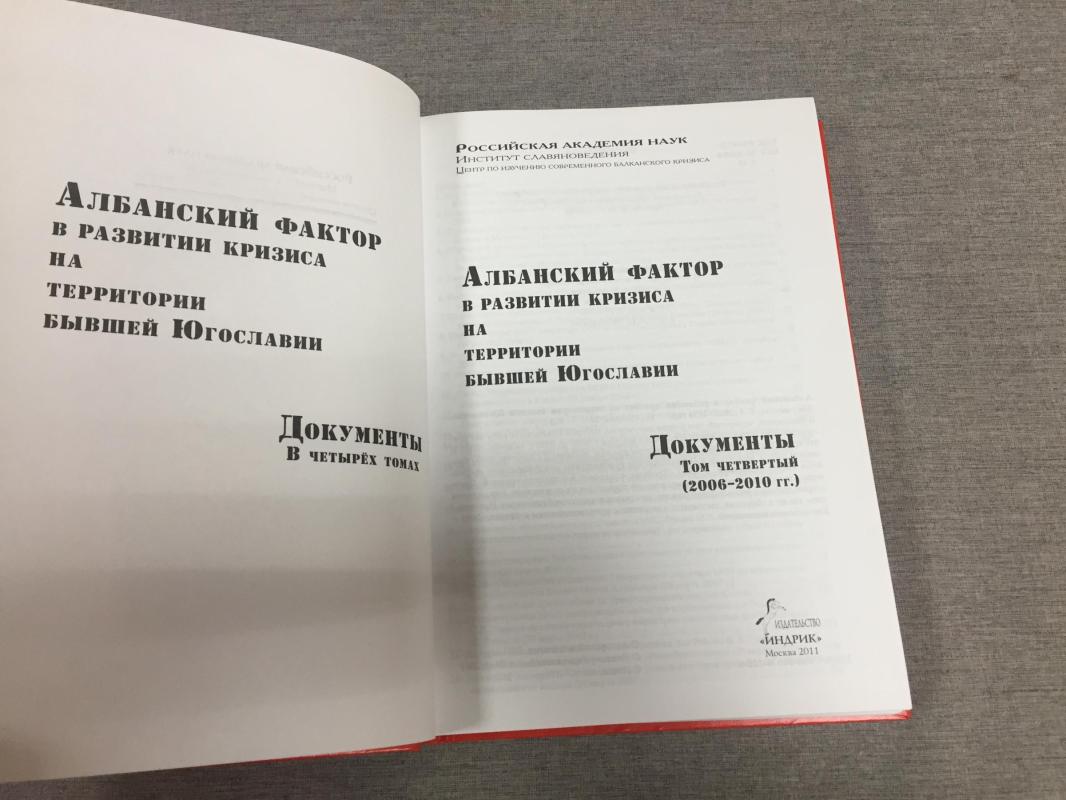 Албанский фактор
в развитии кризиса
на
территории
бывшей Югославии
Документы
В четырёх томах
Российская академия наук
Институт славяноведения
Центр по изучению современного балканского кризиса
Албанский фактор
в развитии кризиса
на
территории
бывшей Югославии
Документы
Том четвертый
(2006–2010 гг.)
ИЗДАТЕЛЬСТВО
«ИНДРИК»
Москва 2011